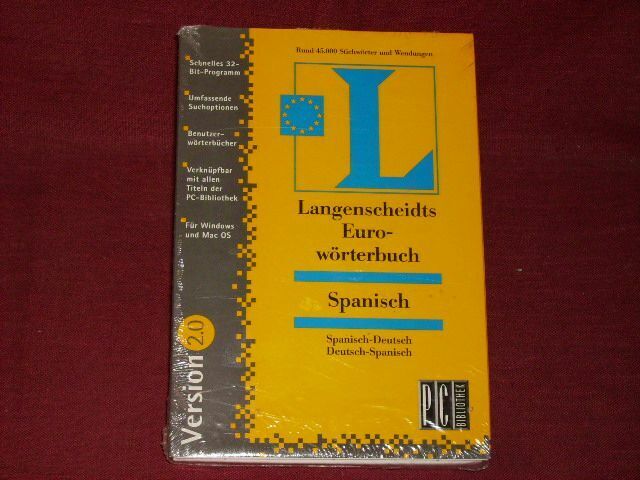 Rund 45.000 Stichwörter und Wendungen
L
Langenscheidts
Euro-
wörterbuch
Spanisch
Spanisch-Deutsch
Deutsch-Spanisch
PC
BIBLIOTHEK
Schnelles 32-
Bit-Programm
Umfassende
Suchoptionen
Benutzer-
wörterbücher
Verknüpfbar
mit allen
Titeln der
PC-Bibliothek
Für Windows
und Mac OS
Version 2.0